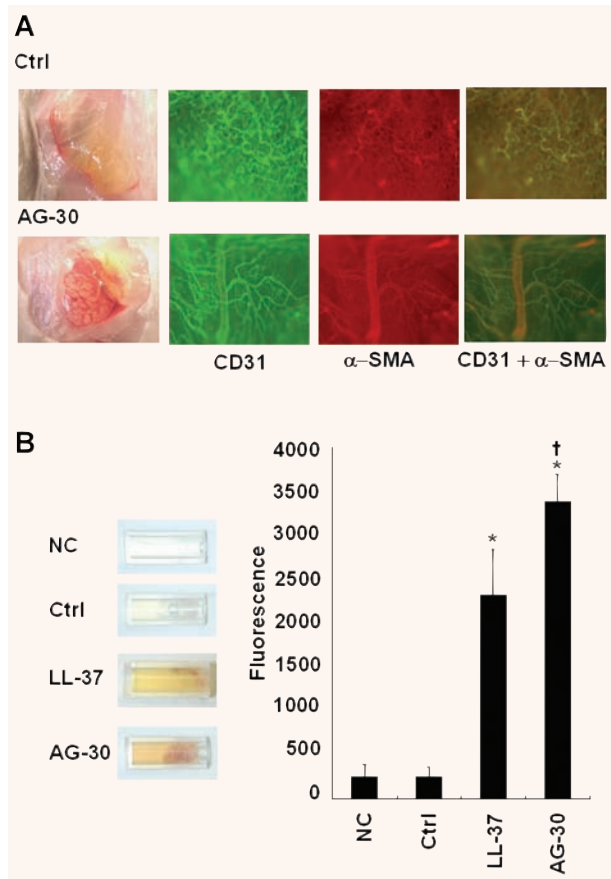 A
Ctrl
AG-30
CD31 α–SMA CD31 + α–SMA
B
NC
Ctrl
LL-37
AG-30
Fluorescence
4000
3500
3000
2500
2000
1500
1000
500
0
*
†
*
NC Ctrl LL-37 AG-30